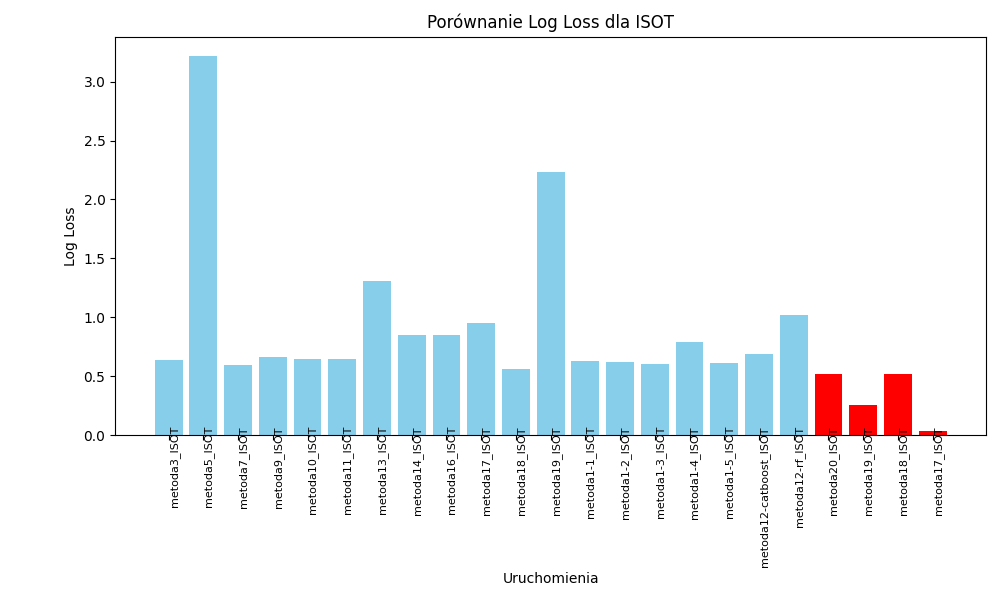 Porównanie Log Loss dla ISOT
Log Loss
3.0
2.5
2.0
1.5
1.0
0.5
0.0
metoda3_ISOT
metoda5_ISOT
metoda7_ISOT
metoda9_ISOT
metoda10_ISOT
metoda11_ISOT
metoda13_ISOT
metoda14_ISOT
metoda16_ISOT
metoda17_ISOT
metoda18_ISOT
metoda19_ISOT
metoda1-1_ISOT
metoda1-2_ISOT
metoda1-3_ISOT
metoda1-4_ISOT
metoda1-5_ISOT
metoda12-catboost_ISOT
metoda12-rf_ISOT
metoda20_ISOT
metoda19_ISOT
metoda18_ISOT
metoda17_ISOT
Uruchomienia